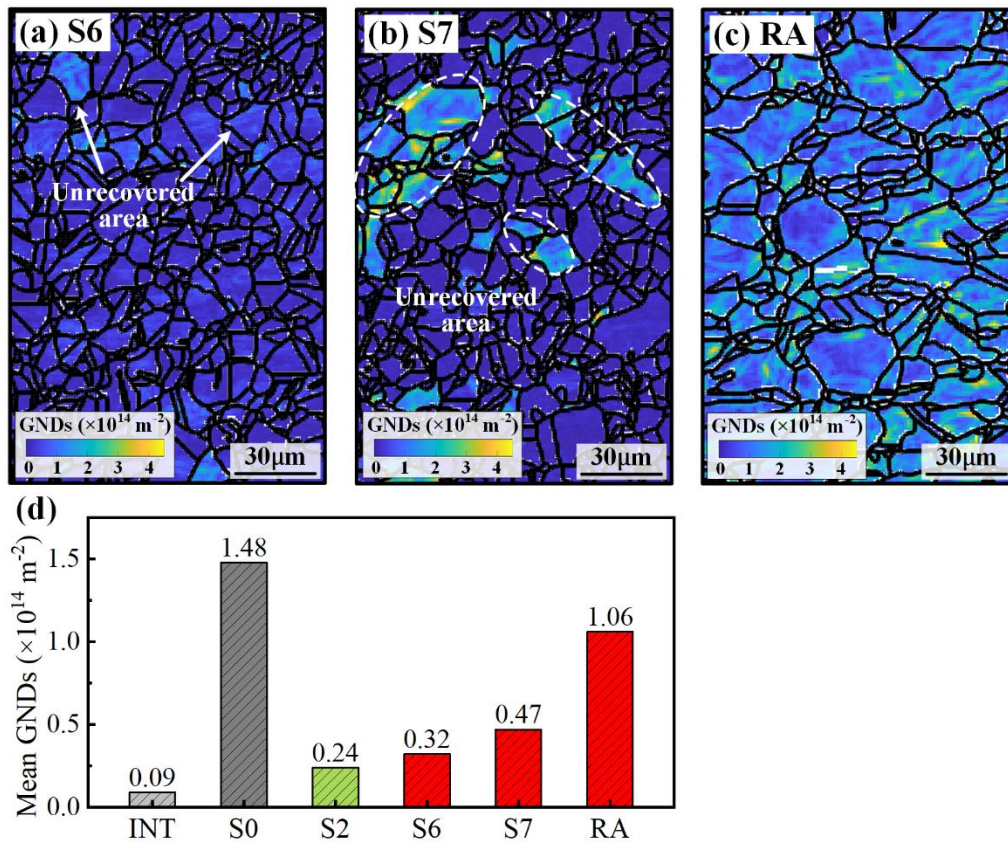 (a) S6
Unrecovered
area
GNDs (×10¹⁴ m⁻²)
0 1 2 3 4
30μm
(b) S7
Unrecovered
area
GNDs (×10¹⁴ m⁻²)
0 1 2 3 4
30μm
(c) RA
GNDs (×10¹⁴ m⁻²)
0 1 2 3 4
30μm
(d)
Mean GNDs (×10¹⁴ m⁻²)
1.5
1.0
0.5
0.0
0.09
1.48
0.24
0.32
0.47
1.06
INT S0 S2 S6 S7 RA